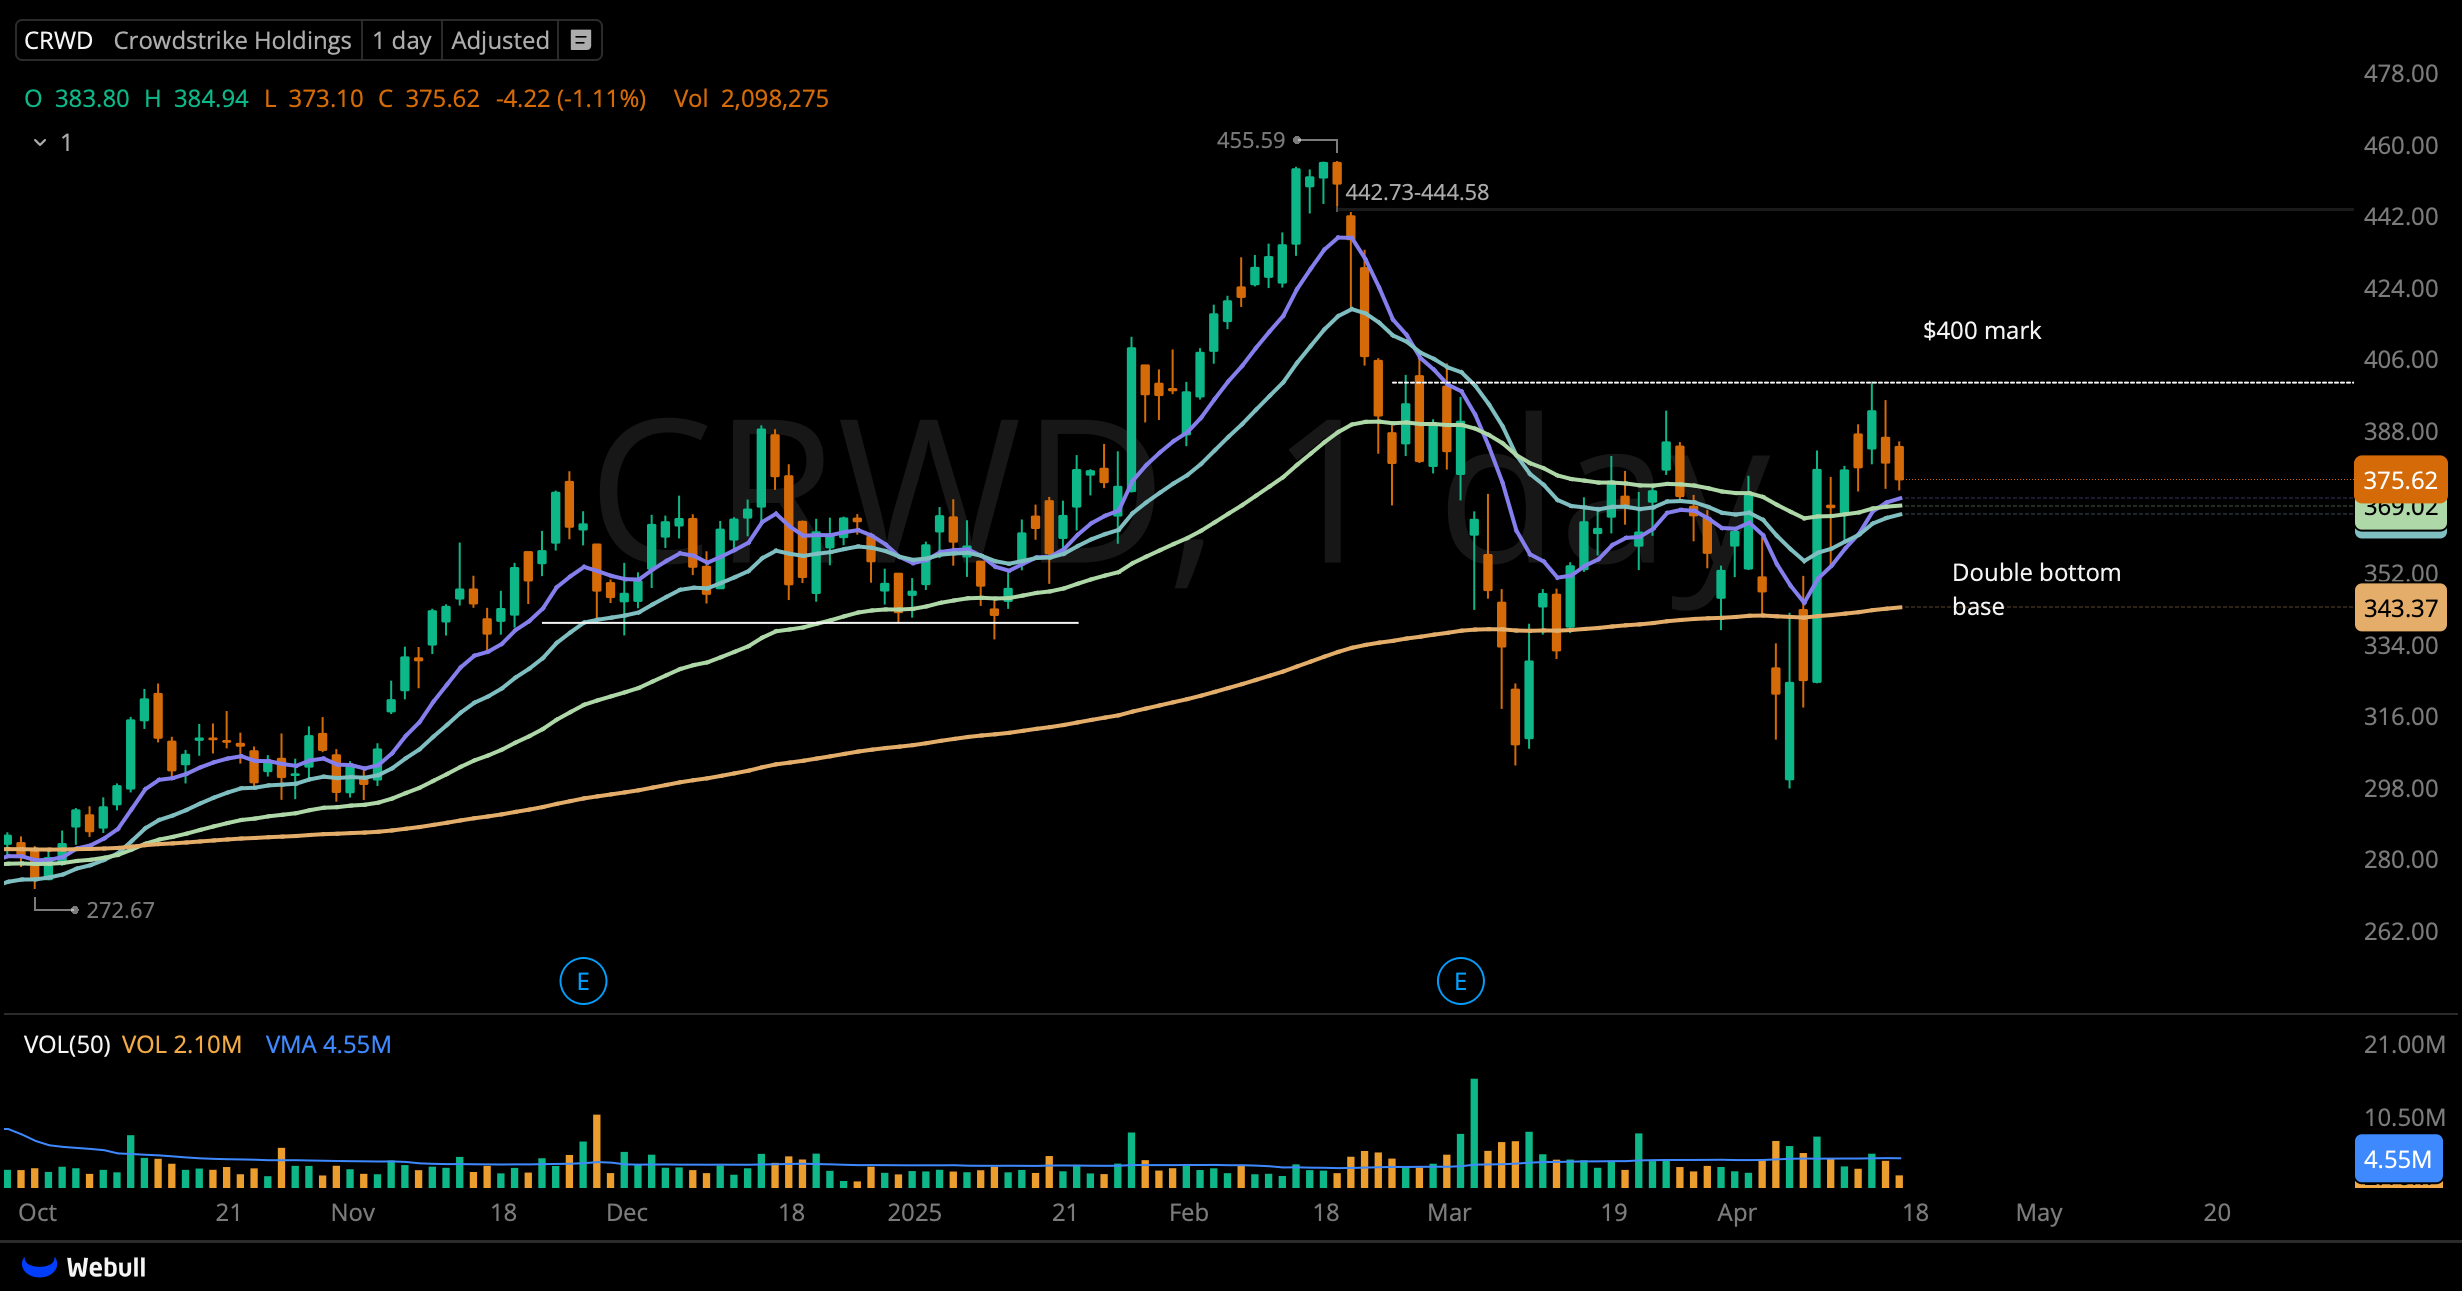 CRWD Crowdstrike Holdings 1 day Adjusted
O 383.80 H 384.94 L 373.10 C 375.62 -4.22 (-1.11%) Vol 2,098,275
1
CRWD, 1 day
478.00
460.00
442.00
424.00
406.00
388.00
375.62
369.02
352.00
343.37
334.00
316.00
298.00
280.00
262.00
455.59
442.73-444.58
$400 mark
Double bottom
base
272.67
E
E
VOL(50) VOL 2.10M VMA 4.55M
21.00M
10.50M
4.55M
Oct 21 Nov 18 Dec 18 2025 21 Feb 18 Mar 19 Apr 18 May 20
Webull